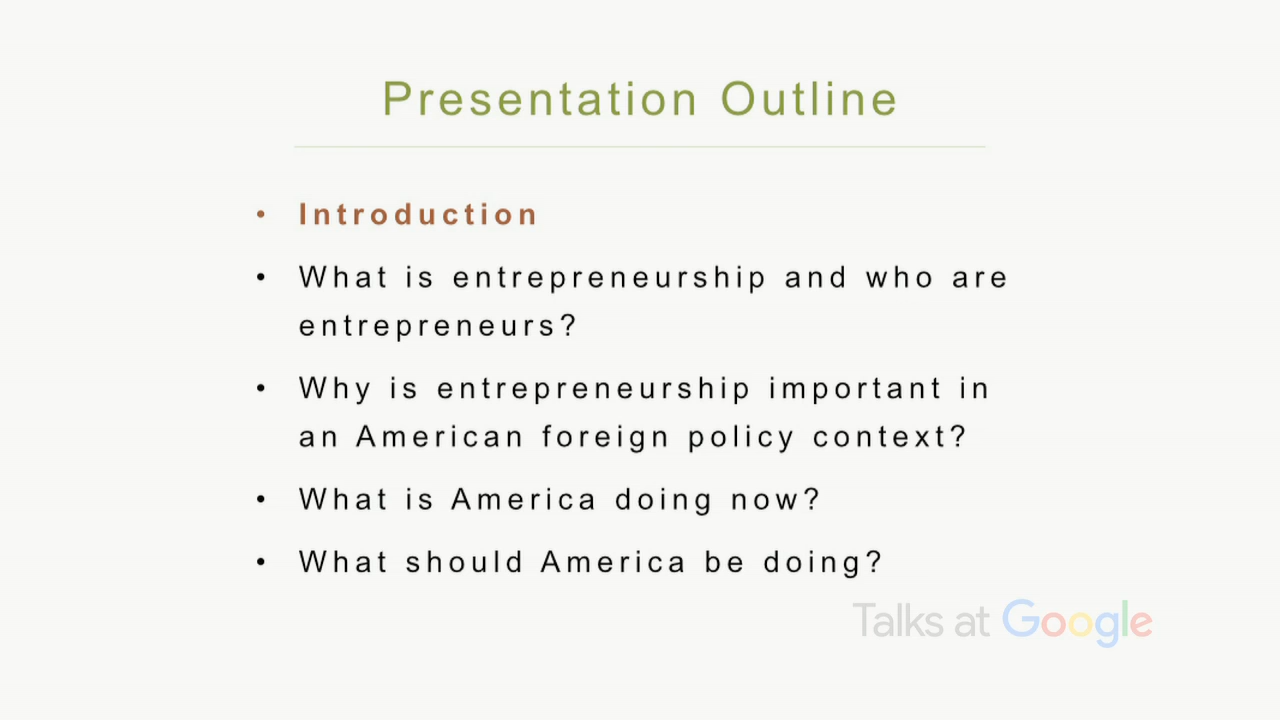 Presentation Outline
• Introduction
• What is entrepreneurship and who are
entrepreneurs?
• Why is entrepreneurship important in
an American foreign policy context?
• What is America doing now?
• What should America be doing?
Talks at Google